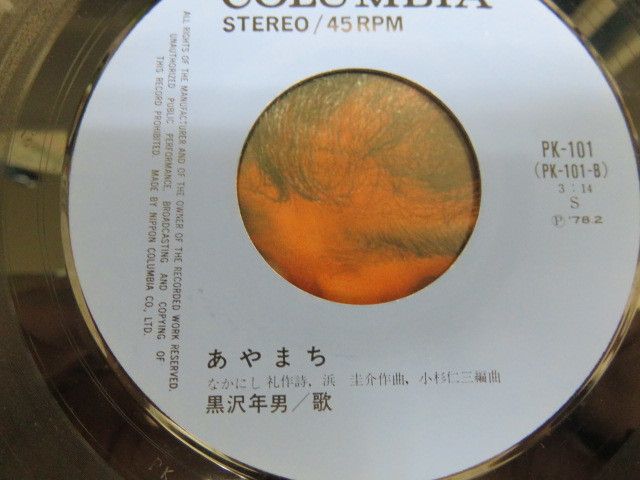 COLUMBIA
STEREO/45RPM
ALL RIGHTS OF THE MANUFACTURER AND OF THE OWNER OF THE RECORDED WORK RESERVED.
UNAUTHORIZED PUBLIC PERFORMANCE, BROADCASTING AND COPYING OF
THIS RECORD PROHIBITED. MADE BY NIPPON COLUMBIA CO., LTD.
PK-101
(PK-101-B)
3:14
S
Ⓟ '78.2
あやまち
なかにし礼作詩, 浜 圭介作曲, 小杉仁三編曲
黒沢年男/歌
PK